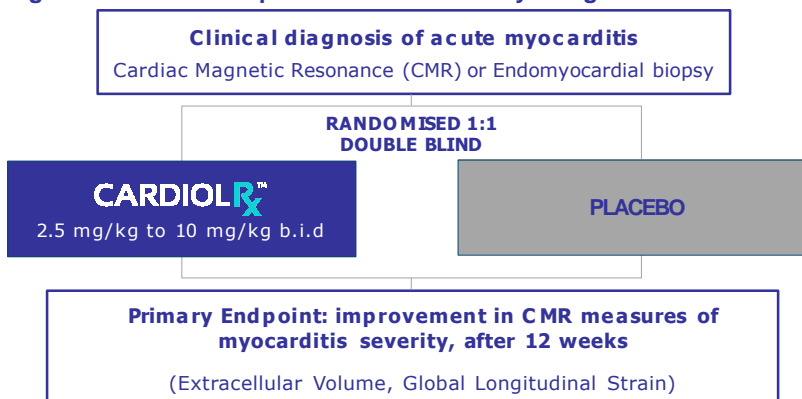 Clinical diagnosis of acute myocarditis
Cardiac Magnetic Resonance (CMR) or Endomyocardial biopsy
RANDOMISED 1:1
DOUBLE BLIND
CARDIOLRx™
2.5 mg/kg to 10 mg/kg b.i.d
PLACEBO
Primary Endpoint: improvement in CMR measures of
myocarditis severity, after 12 weeks
(Extracellular Volume, Global Longitudinal Strain)